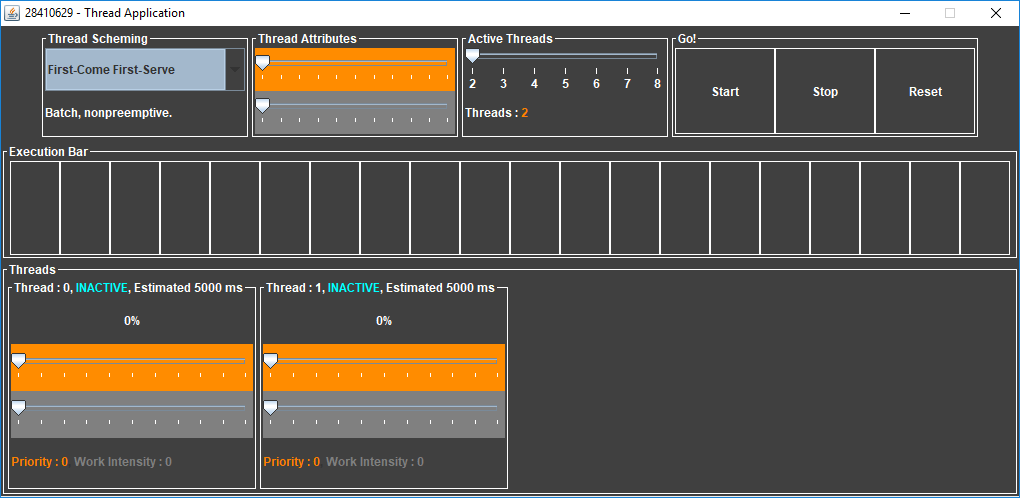 28410629 - Thread Application
Thread Scheming
First-Come First-Serve
Batch, nonpreemptive.
Thread Attributes
Active Threads
2 3 4 5 6 7 8
Threads : 2
Go!
Start Stop Reset
Execution Bar
Threads
Thread : 0, INACTIVE, Estimated 5000 ms
0%
Priority : 0 Work Intensity : 0
Thread : 1, INACTIVE, Estimated 5000 ms
0%
Priority : 0 Work Intensity : 0